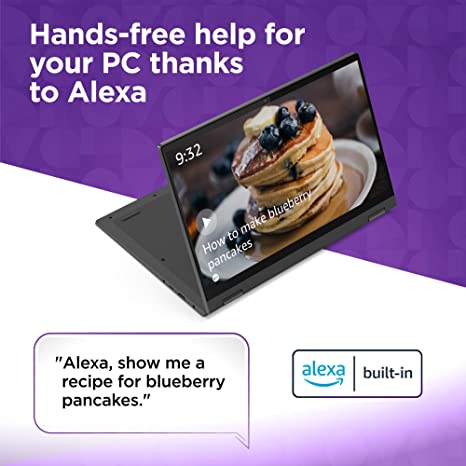 Hands-free help for
your PC thanks
to Alexa
9:32
How to make blueberry
pancakes
"Alexa, show me a
recipe for blueberry
pancakes."
alexa
built-in